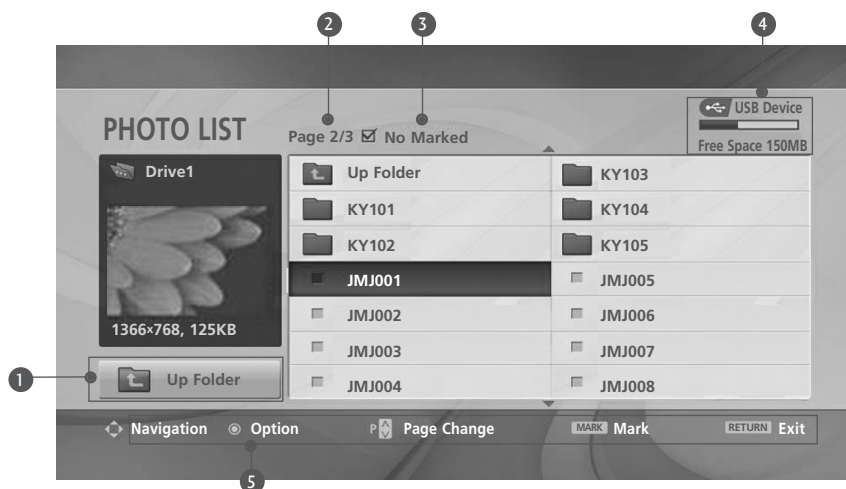 2 3 4
USB Device
PHOTO LIST
Page 2/3 No Marked
Free Space 150MB
Drive1
1366×768, 125KB
1
Up Folder
Up Folder
KY101
KY102
JMJ001
JMJ002
JMJ003
JMJ004
KY103
KY104
KY105
JMJ005
JMJ006
JMJ007
JMJ008
Navigation Option P Page Change MARK Mark RETURN Exit
5